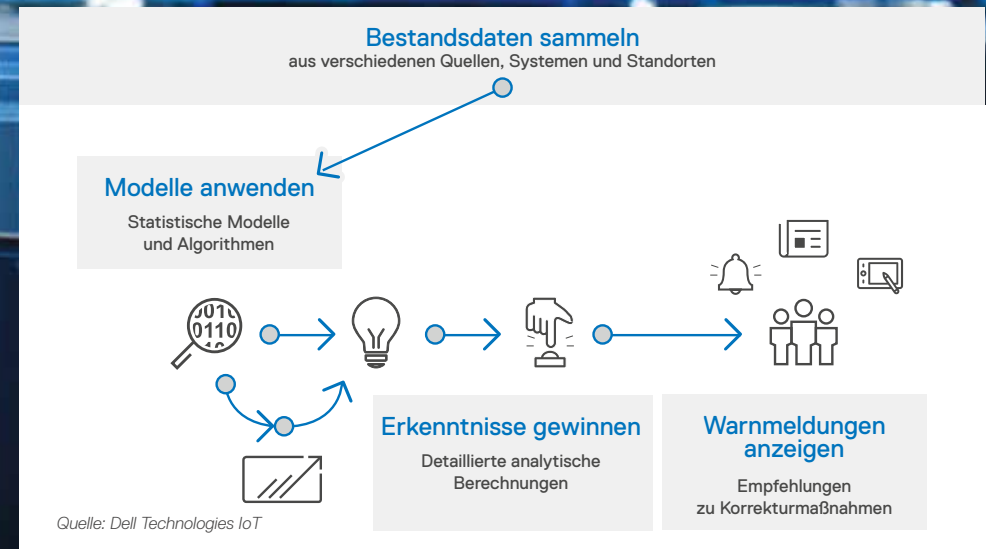 Bestandsdaten sammeln
aus verschiedenen Quellen, Systemen und Standorten
Modelle anwenden
Statistische Modelle
und Algorithmen
0110
Erkenntnisse gewinnen
Detaillierte analytische
Berechnungen
Warnmeldungen
anzeigen
Empfehlungen
zu Korrekturmaßnahmen
Quelle: Dell Technologies IoT